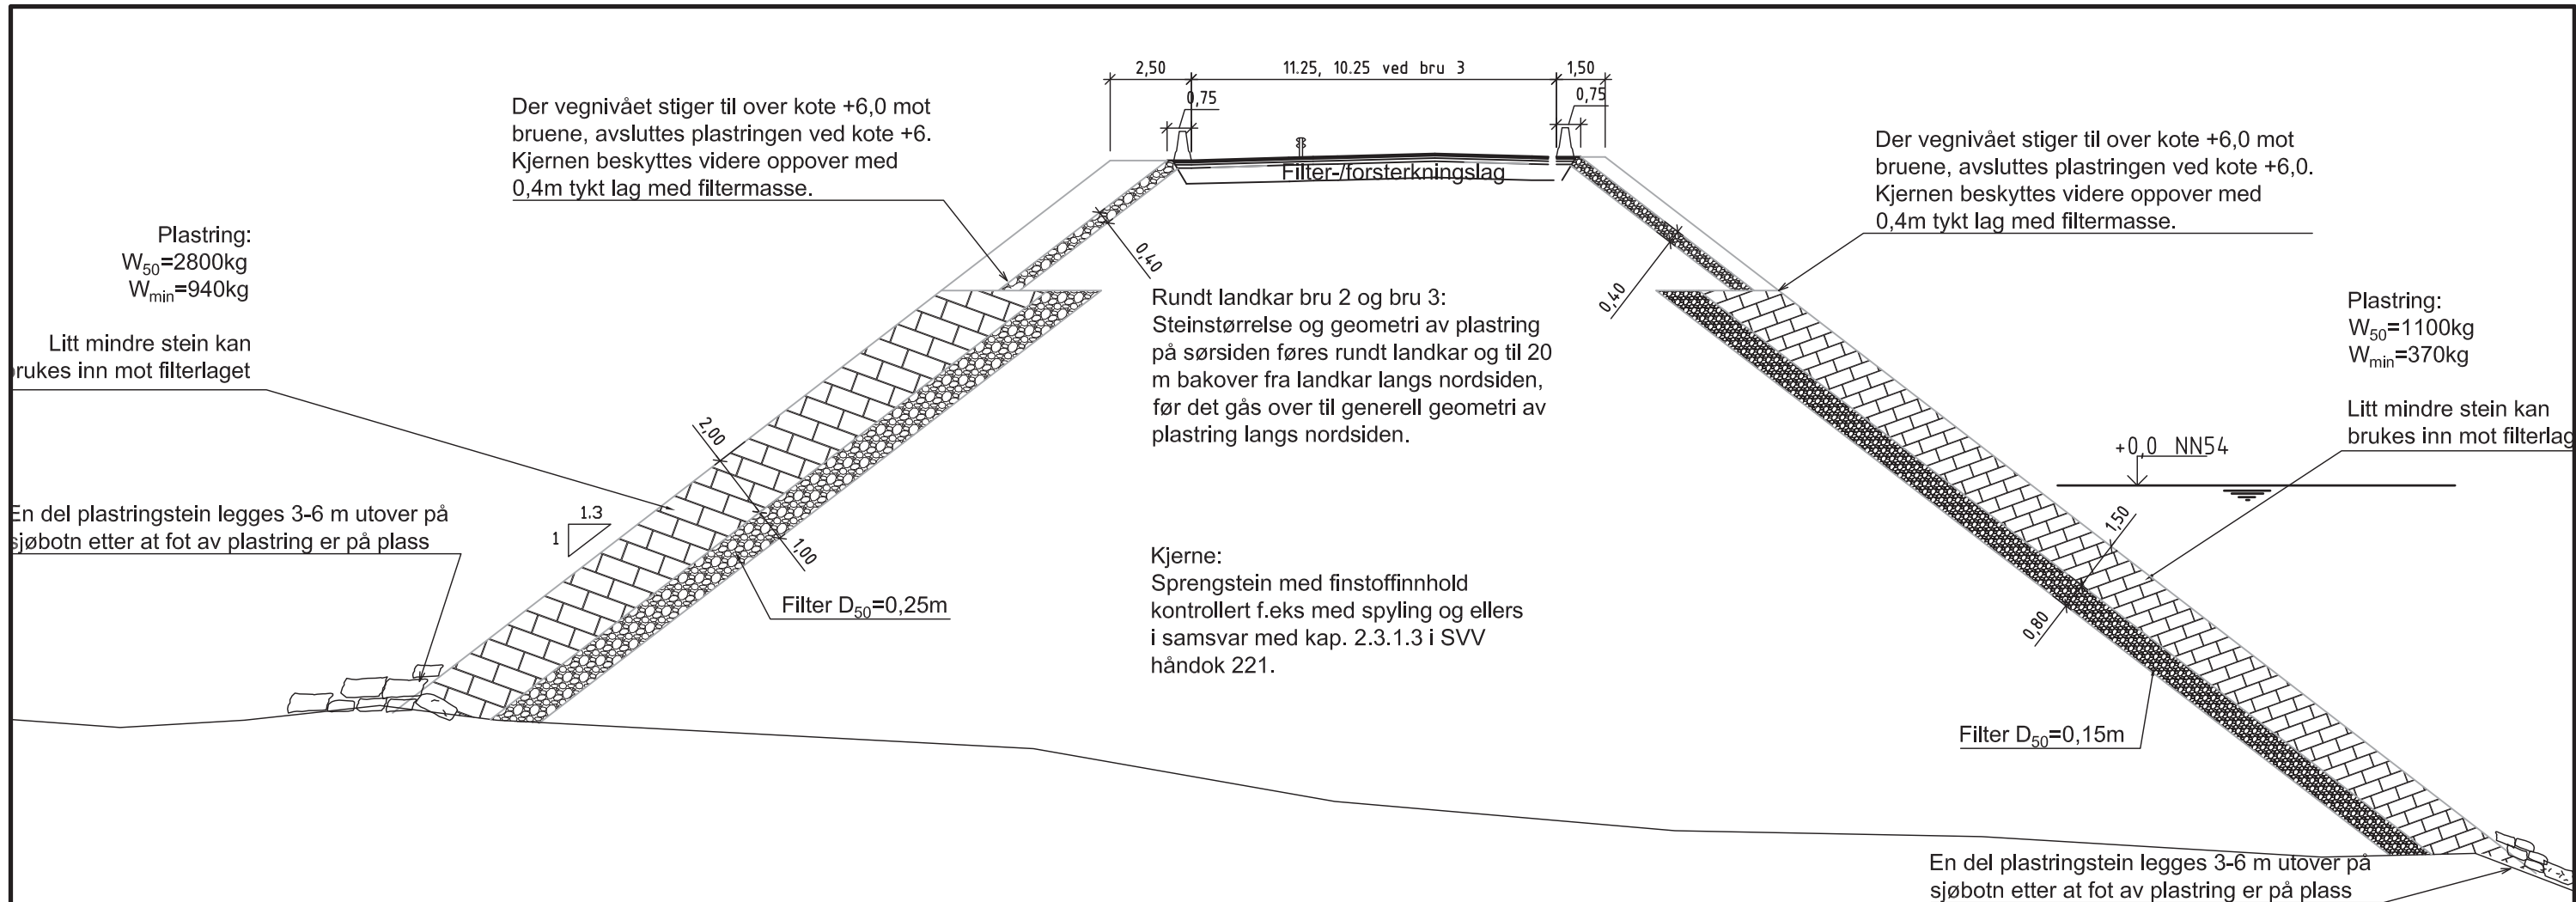 2,50
11.25, 10.25 ved bru 3
1,50
0,75
0,75
Der vegnivået stiger til over kote +6,0 mot
bruene, avsluttes plastringen ved kote +6.
Kjernen beskyttes videre oppover med
0,4m tykt lag med filtermasse.
Der vegnivået stiger til over kote +6,0 mot
bruene, avsluttes plastringen ved kote +6,0.
Kjernen beskyttes videre oppover med
0,4m tykt lag med filtermasse.
Filter-/forsterkningslag
Plastring:
W50=2800kg
Wmin=940kg
Litt mindre stein kan
brukes inn mot filterlaget
0,40
0,40
Rundt landkar bru 2 og bru 3:
Steinstørrelse og geometri av plastring
på sørsiden føres rundt landkar og til 20
m bakover fra landkar langs nordsiden,
før det gås over til generell geometri av
plastring langs nordsiden.
Plastring:
W50=1100kg
Wmin=370kg
Litt mindre stein kan
brukes inn mot filterlag
2,00
+0,0 NN54
En del plastringstein legges 3-6 m utover på
sjøbotn etter at fot av plastring er på plass
1.3
1
1,00
1,50
0,80
Filter D50=0,25m
Kjerne:
Sprengstein med finstoffinnhold
kontrollert f.eks med spyling og ellers
i samsvar med kap. 2.3.1.3 i SVV
håndok 221.
Filter D50=0,15m
En del plastringstein legges 3-6 m utover på
sjøbotn etter at fot av plastring er på plass